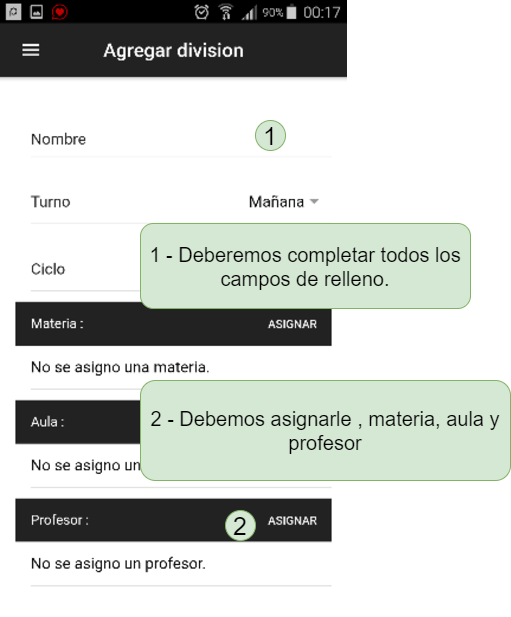 90% 00:17
Agregar division
Nombre
1
Turno Mañana
1 - Deberemos completar todos los
campos de relleno.
Ciclo
Materia : ASIGNAR
No se asigno una materia.
2 - Debemos asignarle , materia, aula y
profesor
Aula :
No se asigno un
Profesor : 2 ASIGNAR
No se asigno un profesor.